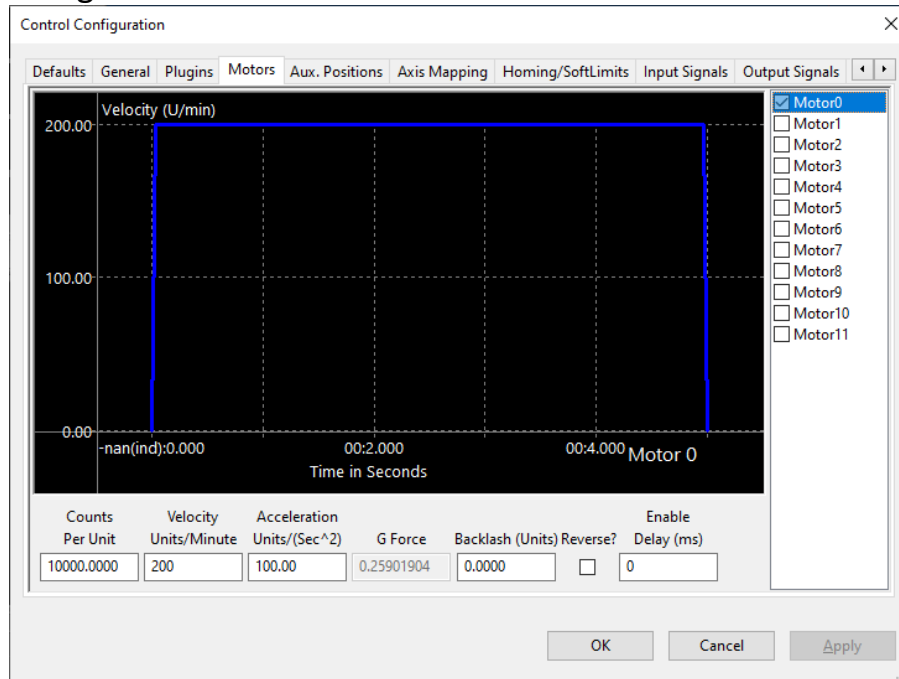 Control Configuration
Defaults General Plugins Motors Aux. Positions Axis Mapping Homing/SoftLimits Input Signals Output Signals
Velocity (U/min)
200.00
100.00
0.00
-nan(ind):0.000 00:2.000 00:4.000 Motor 0
Time in Seconds
Motor0
Motor1
Motor2
Motor3
Motor4
Motor5
Motor6
Motor7
Motor8
Motor9
Motor10
Motor11
Counts Per Unit
Velocity Units/Minute
Acceleration Units/(Sec^2)
G Force
Backlash (Units)
Reverse?
Enable Delay (ms)
10000.0000 200 100.00 0.25901904 0.0000 0
OK Cancel Apply